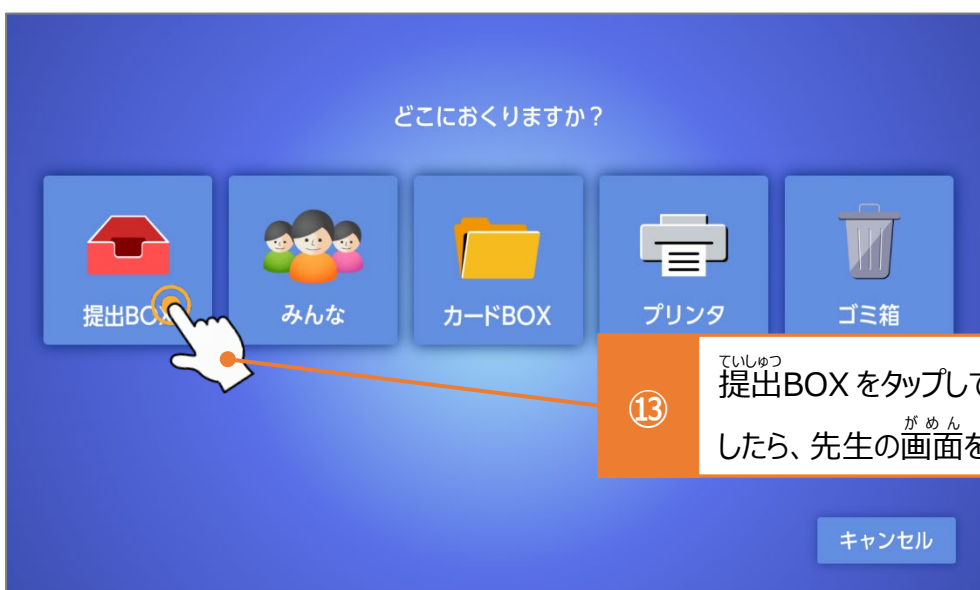 どこにおくりますか？
提出BOX
みんな
カードBOX
プリンタ
ゴミ箱
ていしゅつ
⑬
提出BOXをタップして
がめん
したら、先生の画面を
キャンセル